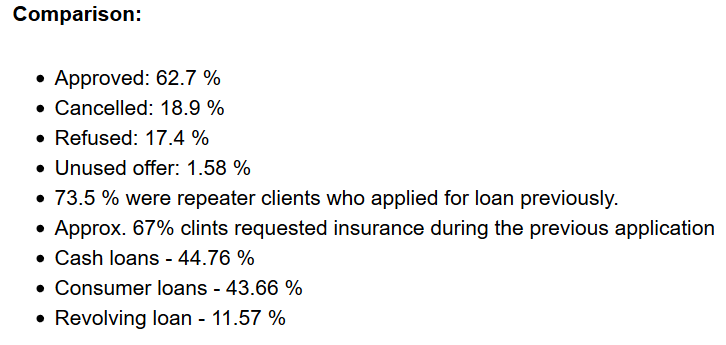 Comparison:
• Approved: 62.7 %
• Cancelled: 18.9 %
• Refused: 17.4 %
• Unused offer: 1.58 %
• 73.5 % were repeater clients who applied for loan previously.
• Approx. 67% clints requested insurance during the previous application
• Cash loans - 44.76 %
• Consumer loans - 43.66 %
• Revolving loan - 11.57 %